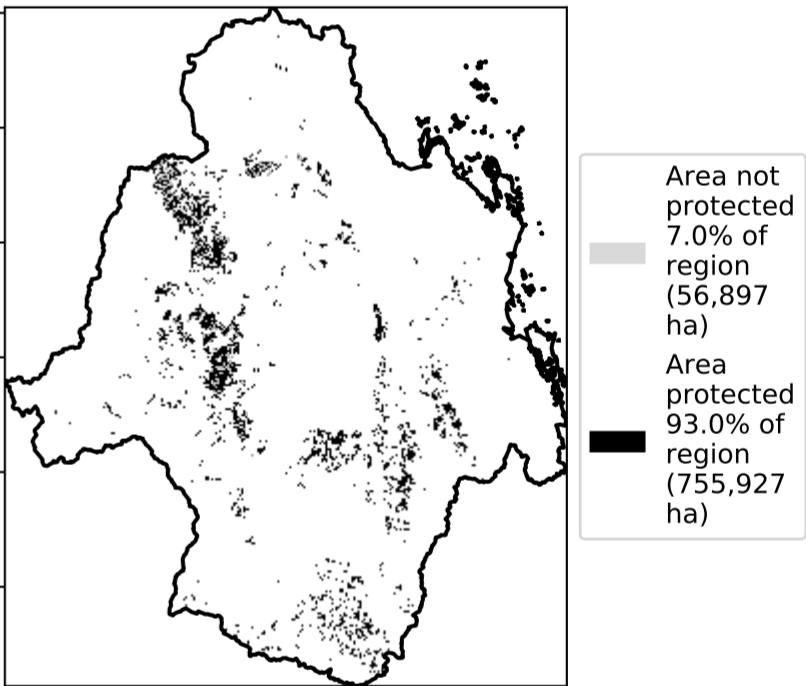 Area not
protected
7.0% of
region
(56,897
ha)
Area
protected
93.0% of
region
(755,927
ha)